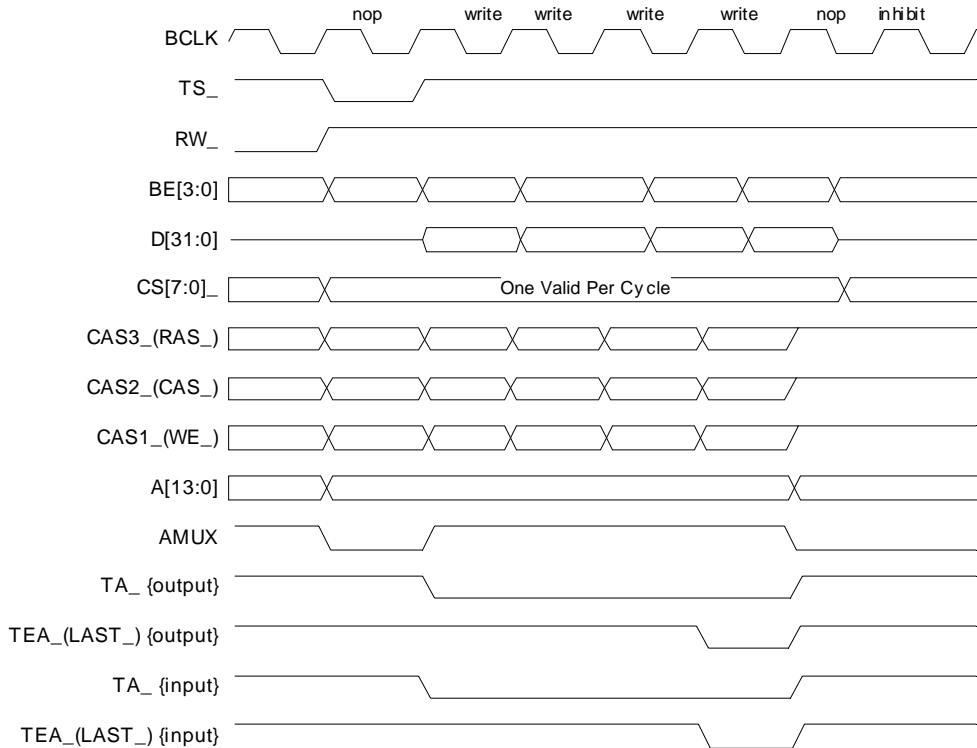 nop write write write write nop inhibit
BCLK
TS_
RW_
BE[3:0]
D[31:0]
CS[7:0]_ One Valid Per Cycle
CAS3_(RAS_)
CAS2_(CAS_)
CAS1_(WE_)
A[13:0]
AMUX
TA_ {output}
TEA_(LAST_) {output}
TA_ {input}
TEA_(LAST_) {input}